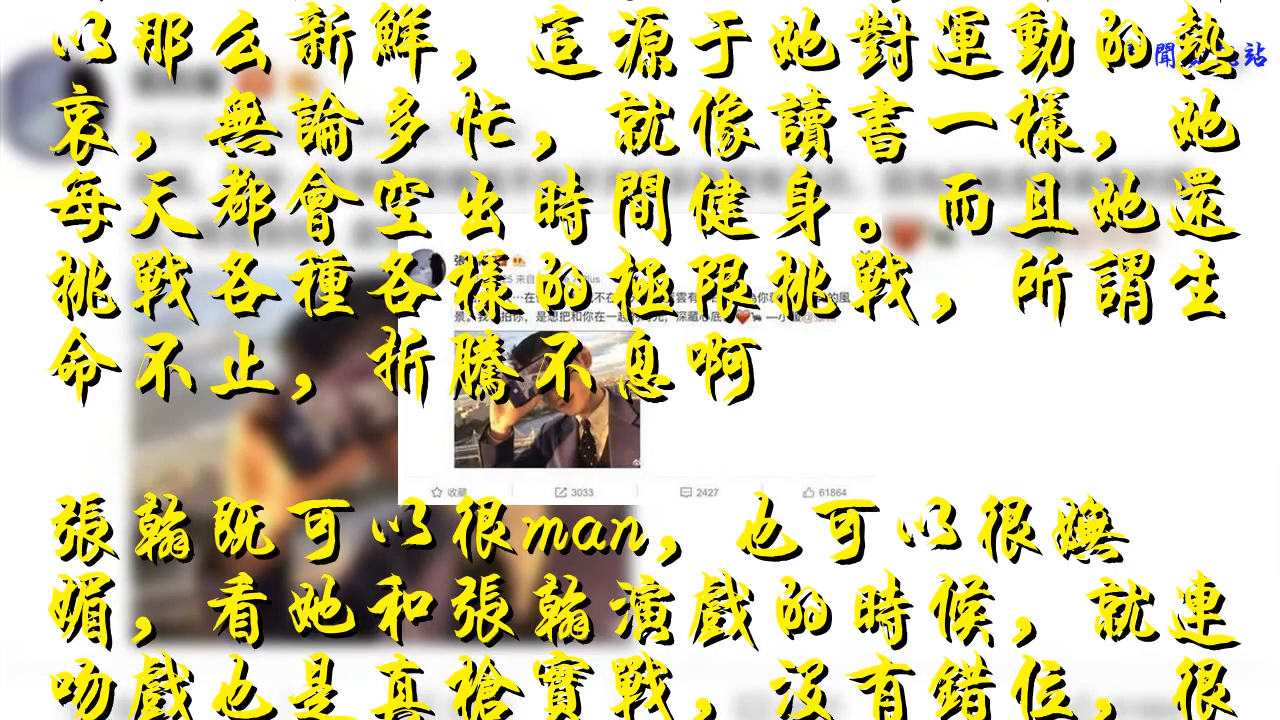 以那么新鮮，這源于她對運動的熱
衷，無論多忙，就像讀書一樣，她
每天都會空出時間健身。而且她還
挑戰各種各樣的極限挑戰，所謂生
命不止，折騰不息啊
收藏 3033 2427 61864
張翰既可以很man，也可以很嫵
媚，看她和張翰演戲的時候，就連
吻戲也是真槍實戰，沒有錯位，很